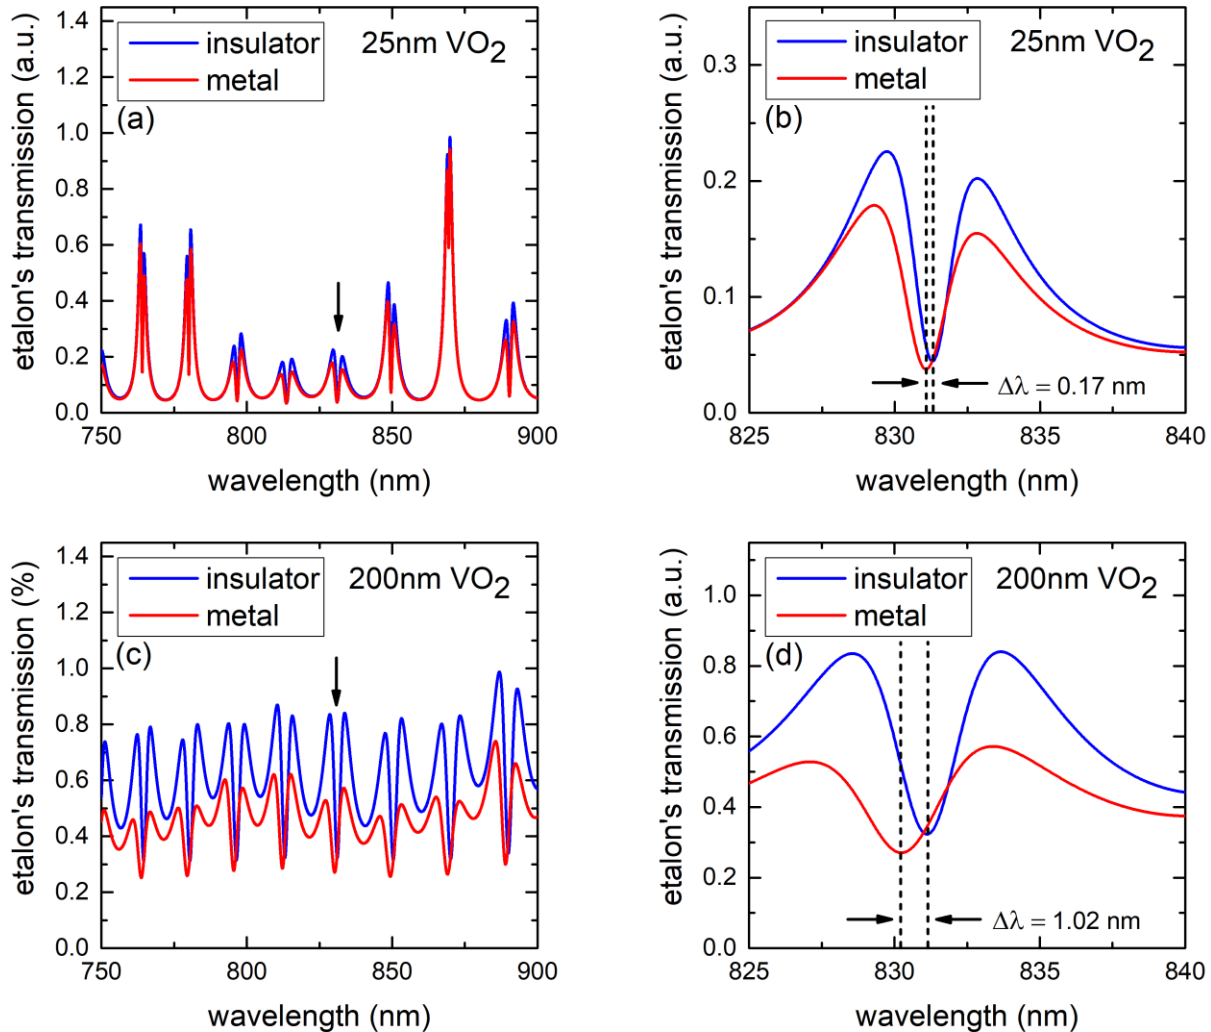 etalon's transmission (a.u.)
1.4
1.2
1.0
0.8
0.6
0.4
0.2
0.0
insulator
metal
25nm VO2
(a)
750
800
850
900
wavelength (nm)
etalon's transmission (a.u.)
0.3
0.2
0.1
0.0
insulator
metal
25nm VO2
(b)
Δλ = 0.17 nm
825
830
835
840
wavelength (nm)
etalon's transmission (%)
1.4
1.2
1.0
0.8
0.6
0.4
0.2
0.0
insulator
metal
200nm VO2
(c)
750
800
850
900
wavelength (nm)
etalon's transmission (a.u.)
1.0
0.8
0.6
0.4
0.2
0.0
insulator
metal
200nm VO2
(d)
Δλ = 1.02 nm
825
830
835
840
wavelength (nm)